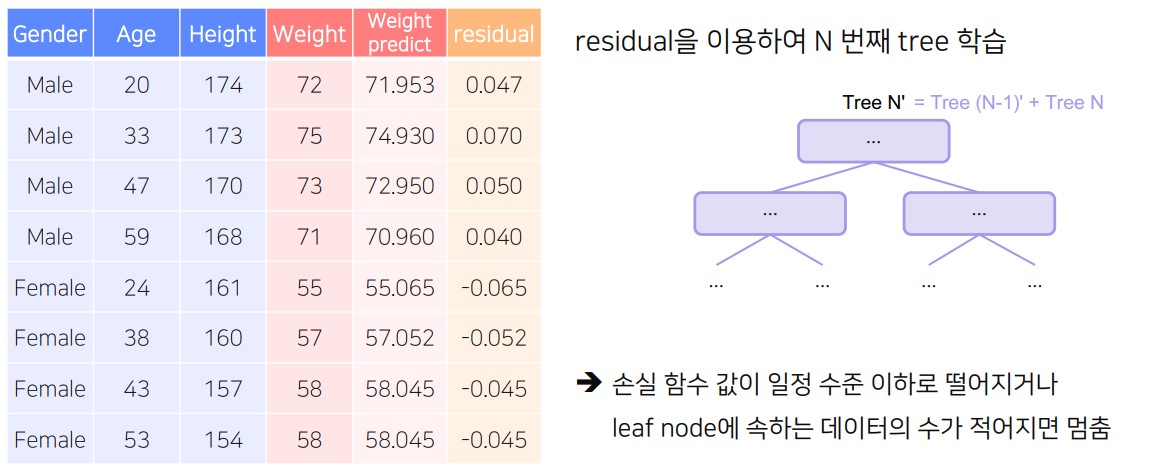 Gender Age Height Weight Weight predict residual
Male 20 174 72 71.953 0.047
Male 33 173 75 74.930 0.070
Male 47 170 73 72.950 0.050
Male 59 168 71 70.960 0.040
Female 24 161 55 55.065 -0.065
Female 38 160 57 57.052 -0.052
Female 43 157 58 58.045 -0.045
Female 53 154 58 58.045 -0.045
residual을 이용하여 N 번째 tree 학습
Tree N' = Tree (N-1)' + Tree N
...
... ...
... ... ... ...
➔ 손실 함수 값이 일정 수준 이하로 떨어지거나
leaf node에 속하는 데이터의 수가 적어지면 멈춤